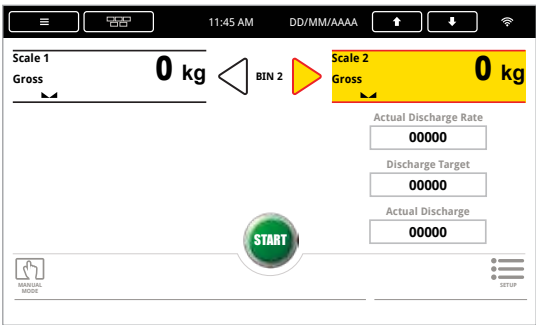 11:45 AM DD/MM/AAAA
Scale 1
Gross
0 kg
BIN 2
Scale 2
Gross
0 kg
Actual Discharge Rate
00000
Discharge Target
00000
Actual Discharge
00000
START
MANUAL
MODE
SETUP